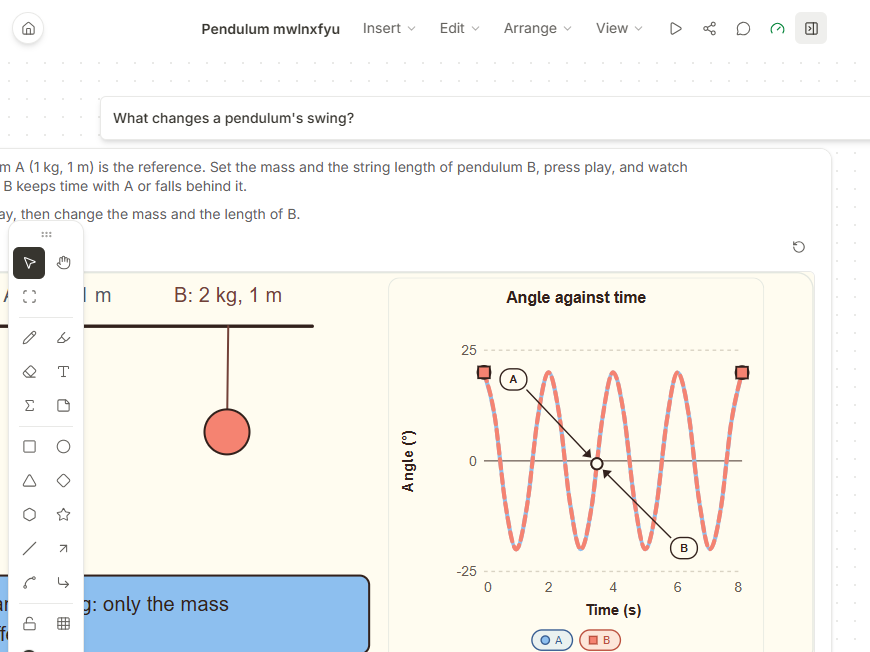 Pendulum mwlnxfyu
Insert
Edit
Arrange
View
What changes a pendulum's swing?
m A (1 kg, 1 m) is the reference. Set the mass and the string length of pendulum B, press play, and watch
B keeps time with A or falls behind it.
ay, then change the mass and the length of B.
1 m
B: 2 kg, 1 m
Angle against time
25
A
Angle (°)
0
B
-25
0 2 4 6 8
Time (s)
A B
g: only the mass